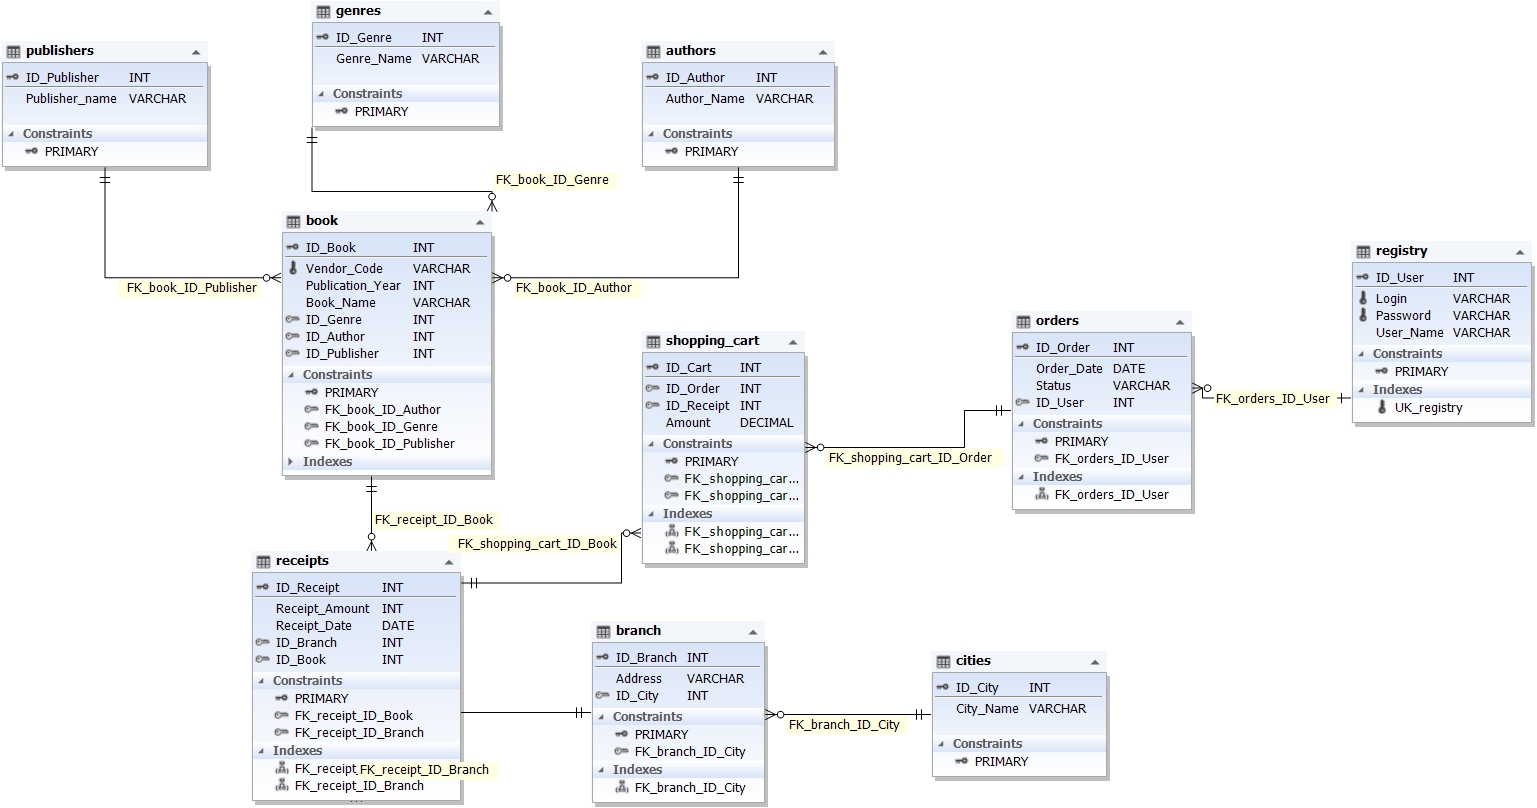 genres
ID_Genre INT
Genre_Name VARCHAR
Constraints
PRIMARY
publishers
ID_Publisher INT
Publisher_name VARCHAR
Constraints
PRIMARY
authors
ID_Author INT
Author_Name VARCHAR
Constraints
PRIMARY
FK_book_ID_Genre
FK_book_ID_Publisher
FK_book_ID_Author
book
ID_Book INT
Vendor_Code VARCHAR
Publication_Year INT
Book_Name VARCHAR
ID_Genre INT
ID_Author INT
ID_Publisher INT
Constraints
PRIMARY
FK_book_ID_Author
FK_book_ID_Genre
FK_book_ID_Publisher
Indexes
registry
ID_User INT
Login VARCHAR
Password VARCHAR
User_Name VARCHAR
Constraints
PRIMARY
Indexes
UK_registry
FK_orders_ID_User
orders
ID_Order INT
Order_Date DATE
Status VARCHAR
ID_User INT
Constraints
PRIMARY
FK_orders_ID_User
Indexes
FK_orders_ID_User
FK_shopping_cart_ID_Order
shopping_cart
ID_Cart INT
ID_Order INT
ID_Receipt INT
Amount DECIMAL
Constraints
PRIMARY
FK_shopping_car...
FK_shopping_car...
Indexes
FK_shopping_car...
FK_shopping_car...
FK_receipt_ID_Book
FK_shopping_cart_ID_Book
receipts
ID_Receipt INT
Receipt_Amount INT
Receipt_Date DATE
ID_Branch INT
ID_Book INT
Constraints
PRIMARY
FK_receipt_ID_Book
FK_receipt_ID_Branch
Indexes
FK_receipt
FK_receipt_ID_Branch
FK_receipt_ID_Branch
branch
ID_Branch INT
Address VARCHAR
ID_City INT
Constraints
PRIMARY
FK_branch_ID_City
Indexes
FK_branch_ID_City
FK_branch_ID_City
cities
ID_City INT
City_Name VARCHAR
Constraints
PRIMARY